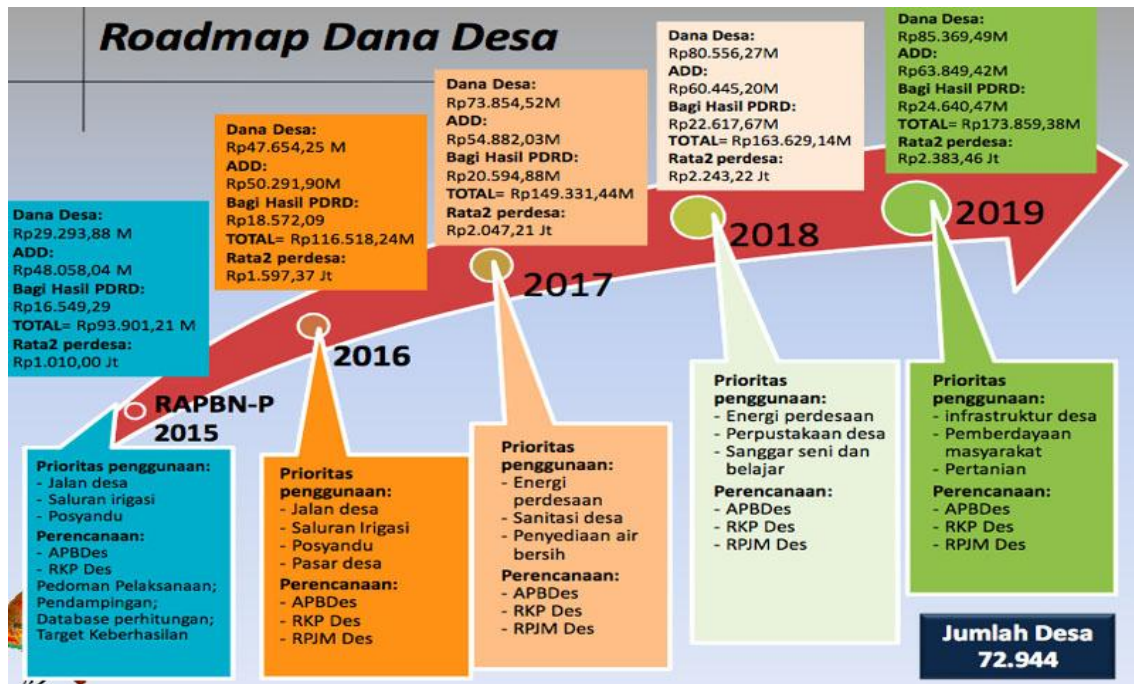 Roadmap Dana Desa
Dana Desa:
Rp29.293,88 M
ADD:
Rp48.058,04 M
Bagi Hasil PDRD:
Rp16.549,29
TOTAL= Rp93.901,21 M
Rata2 perdesa:
Rp1.010,00 Jt
Dana Desa:
Rp47.654,25 M
ADD:
Rp50.291,90M
Bagi Hasil PDRD:
Rp18.572,09
TOTAL= Rp116.518,24M
Rata2 perdesa:
Rp1.597,37 Jt
Dana Desa:
Rp73.854,52M
ADD:
Rp54.882,03M
Bagi Hasil PDRD:
Rp20.594,88M
TOTAL= Rp149.331,44M
Rata2 perdesa:
Rp2.047,21 Jt
Dana Desa:
Rp80.556,27M
ADD:
Rp60.445,20M
Bagi Hasil PDRD:
Rp22.617,67M
TOTAL= Rp163.629,14M
Rata2 perdesa:
Rp2.243,22 Jt
Dana Desa:
Rp85.369,49M
ADD:
Rp63.849,42M
Bagi Hasil PDRD:
Rp24.640,47M
TOTAL= Rp173.859,38M
Rata2 perdesa:
Rp2.383,46 Jt
RAPBN-P
2015
2016
2017
2018
2019
Prioritas penggunaan:
- Jalan desa
- Saluran irigasi
- Posyandu
Perencanaan:
- APBDes
- RKP Des
Pedoman Pelaksanaan;
Pendampingan;
Database perhitungan;
Target Keberhasilan
Prioritas
penggunaan:
- Jalan desa
- Saluran Irigasi
- Posyandu
- Pasar desa
Perencanaan:
- APBDes
- RKP Des
- RPJM Des
Prioritas
penggunaan:
- Energi
perdesaan
- Sanitasi desa
- Penyediaan air
bersih
Perencanaan:
- APBDes
- RKP Des
- RPJM Des
Prioritas
penggunaan:
- Energi perdesaan
- Perpustakaan desa
- Sanggar seni dan
belajar
Perencanaan:
- APBDes
- RKP Des
- RPJM Des
Prioritas
penggunaan:
- infrastruktur desa
- Pemberdayaan
masyarakat
- Pertanian
Perencanaan:
- APBDes
- RKP Des
- RPJM Des
Jumlah Desa
72.944